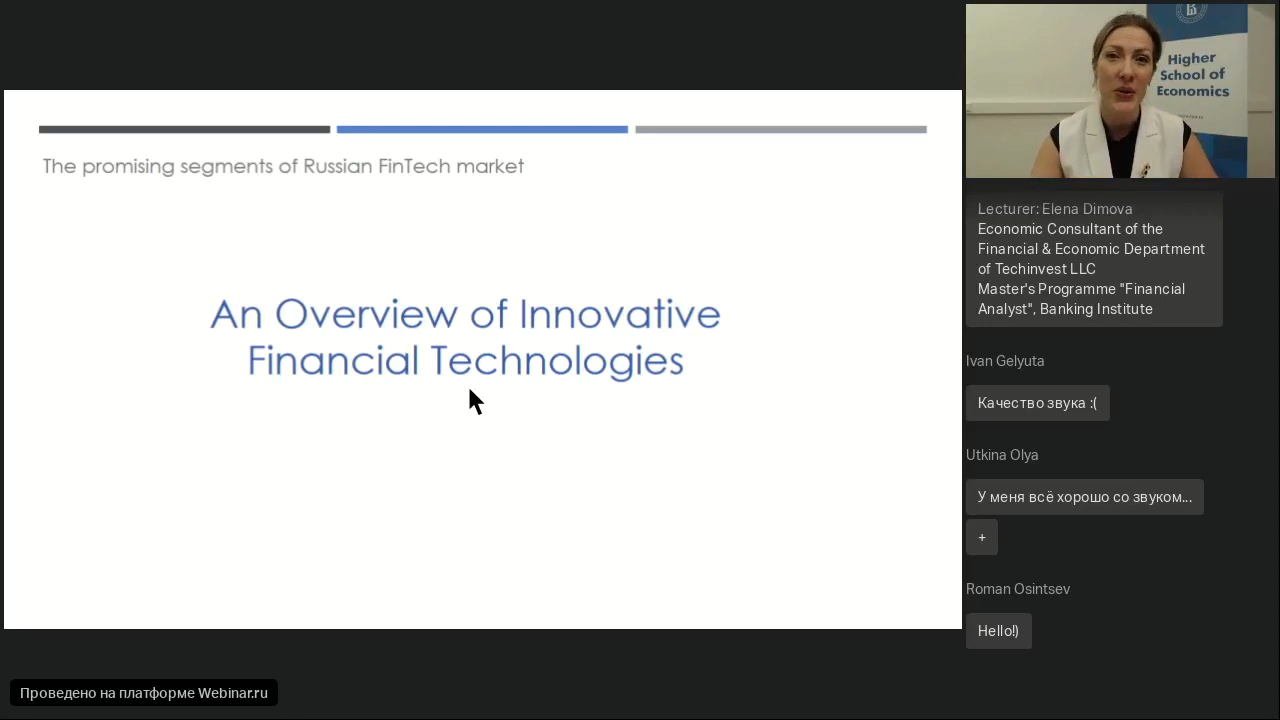 The promising segments of Russian FinTech market
An Overview of Innovative
Financial Technologies
Higher
School of
Economics
Lecturer: Elena Dimova
Economic Consultant of the
Financial & Economic Department
of Techinvest LLC
Master's Programme "Financial
Analyst", Banking Institute
Ivan Gelyuta
Качество звука :(
Utkina Olya
У меня всё хорошо со звуком...
+
Roman Osintsev
Hello!)
Проведено на платформе Webinar.ru